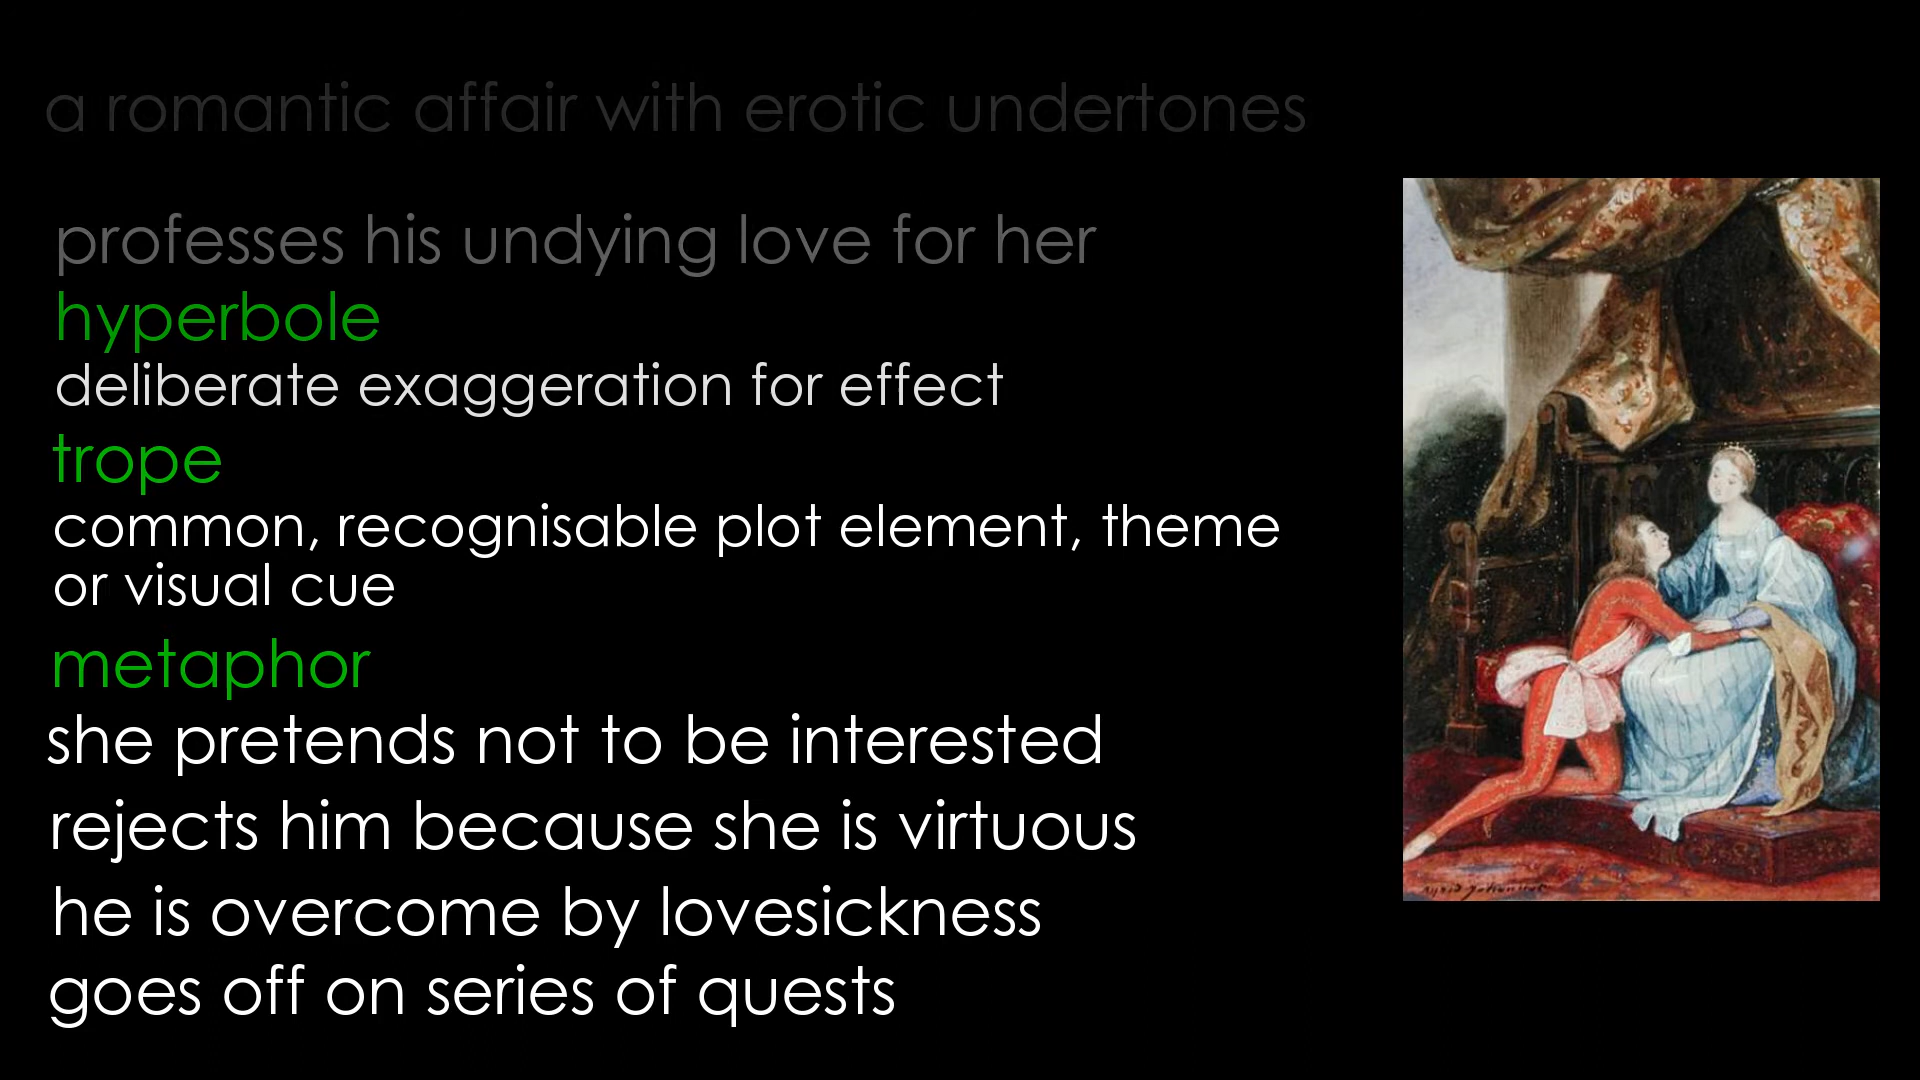 a romantic affair with erotic undertones
professes his undying love for her
hyperbole
deliberate exaggeration for effect
trope
common, recognisable plot element, theme
or visual cue
metaphor
she pretends not to be interested
rejects him because she is virtuous
he is overcome by lovesickness
goes off on series of quests